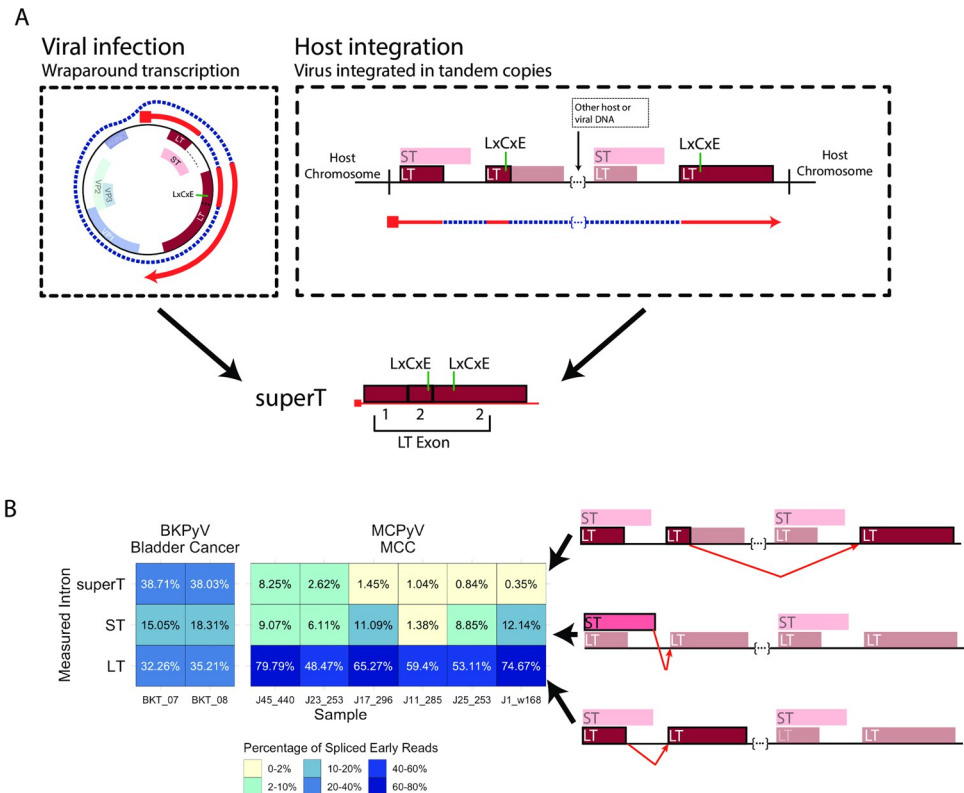 A
Viral infection
Wraparound transcription
LT
ST
VP2
VP3
LxCxE
LT
Host integration
Virus integrated in tandem copies
Other host or
viral DNA
LxCxE
LxCxE
Host
Chromosome
ST
ST
Host
Chromosome
LT
LT
{...}
LT
LT
{...}
superT
LxCxE
LxCxE
1
2
2
LT Exon
B
BKPyV
Bladder Cancer
MCPyV
MCC
Measured Intron
superT
38.71%
38.03%
8.25%
2.62%
1.45%
1.04%
0.84%
0.35%
ST
15.05%
18.31%
9.07%
6.11%
11.09%
1.38%
8.85%
12.14%
LT
32.26%
35.21%
79.79%
48.47%
65.27%
59.4%
53.11%
74.67%
BKT_07
BKT_08
J45_440
J23_253
J17_296
J11_285
J25_253
J1_w168
Sample
Percentage of Spliced Early Reads
0-2%
10-20%
40-60%
2-10%
20-40%
60-80%
ST
ST
LT
LT
{...}
LT
LT
ST
ST
LT
LT
{...}
LT
LT
ST
ST
LT
LT
{...}
LT
LT